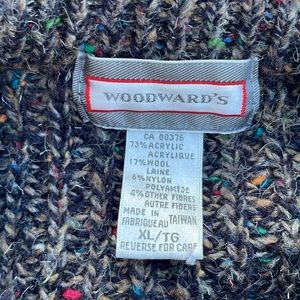 WOODWARD'S
CA 00376
73% ACRYLIC
ACRYLIQUE
17% WOOL
LAINE
6% NYLON
POLYAMIDE
4% OTHER FIBRES
AUTRE FIBERS
MADE IN
FABRIQUE AU TAIWAN
XL/TG
REVERSE FOR CARE